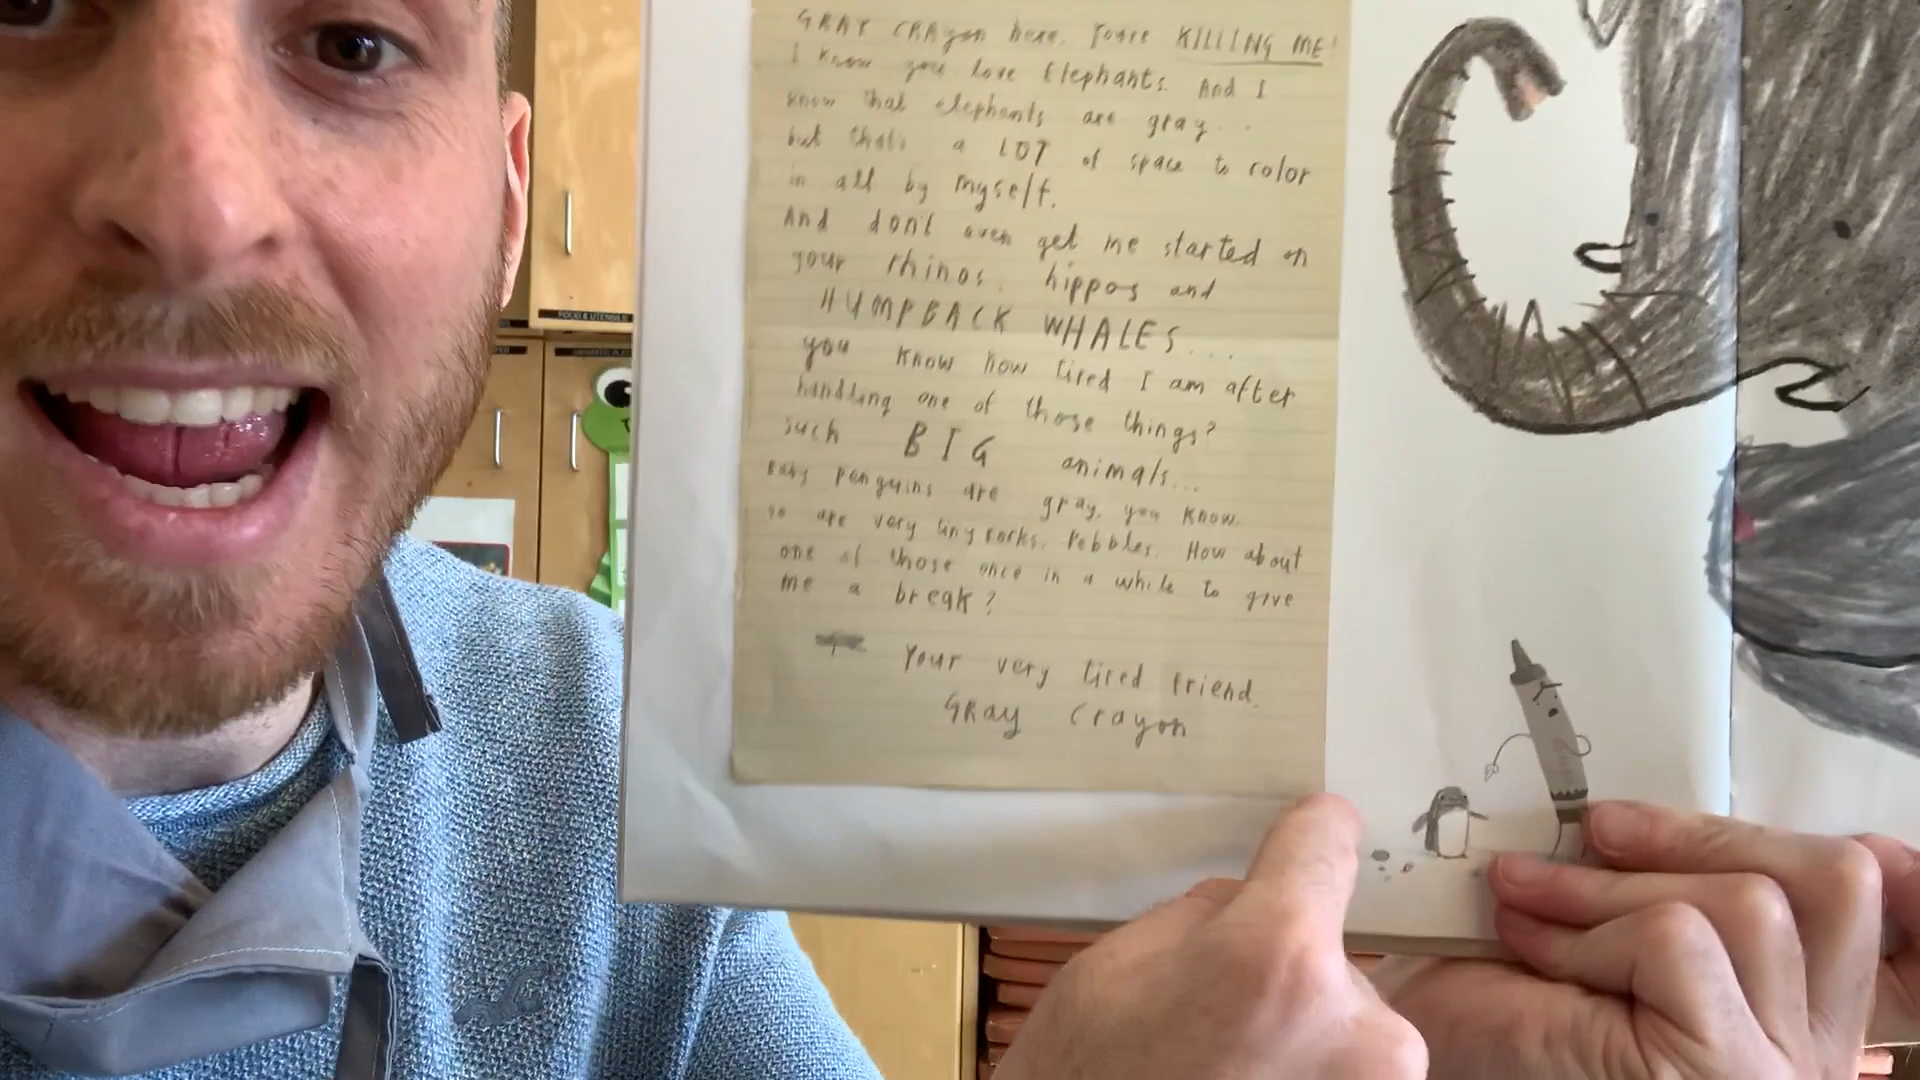 GRAY CRAyon here. You're KILLING ME!
I know you love Elephants. And I
know that elephants are gray...
but that's a LOT of space to color
in all by myself.
And don't even get me started on
your rhinos, hippos and
HUMPBACK WHALES...
you know how tired I am after
handling one of those things?
such BIG animals...
Baby penguins are gray, you know.
so are very tiny rocks. Pebbles. How about
one of those once in a while to give
me a break?
Your very tired friend,
GRay Crayon
FOOD & UTENSILS